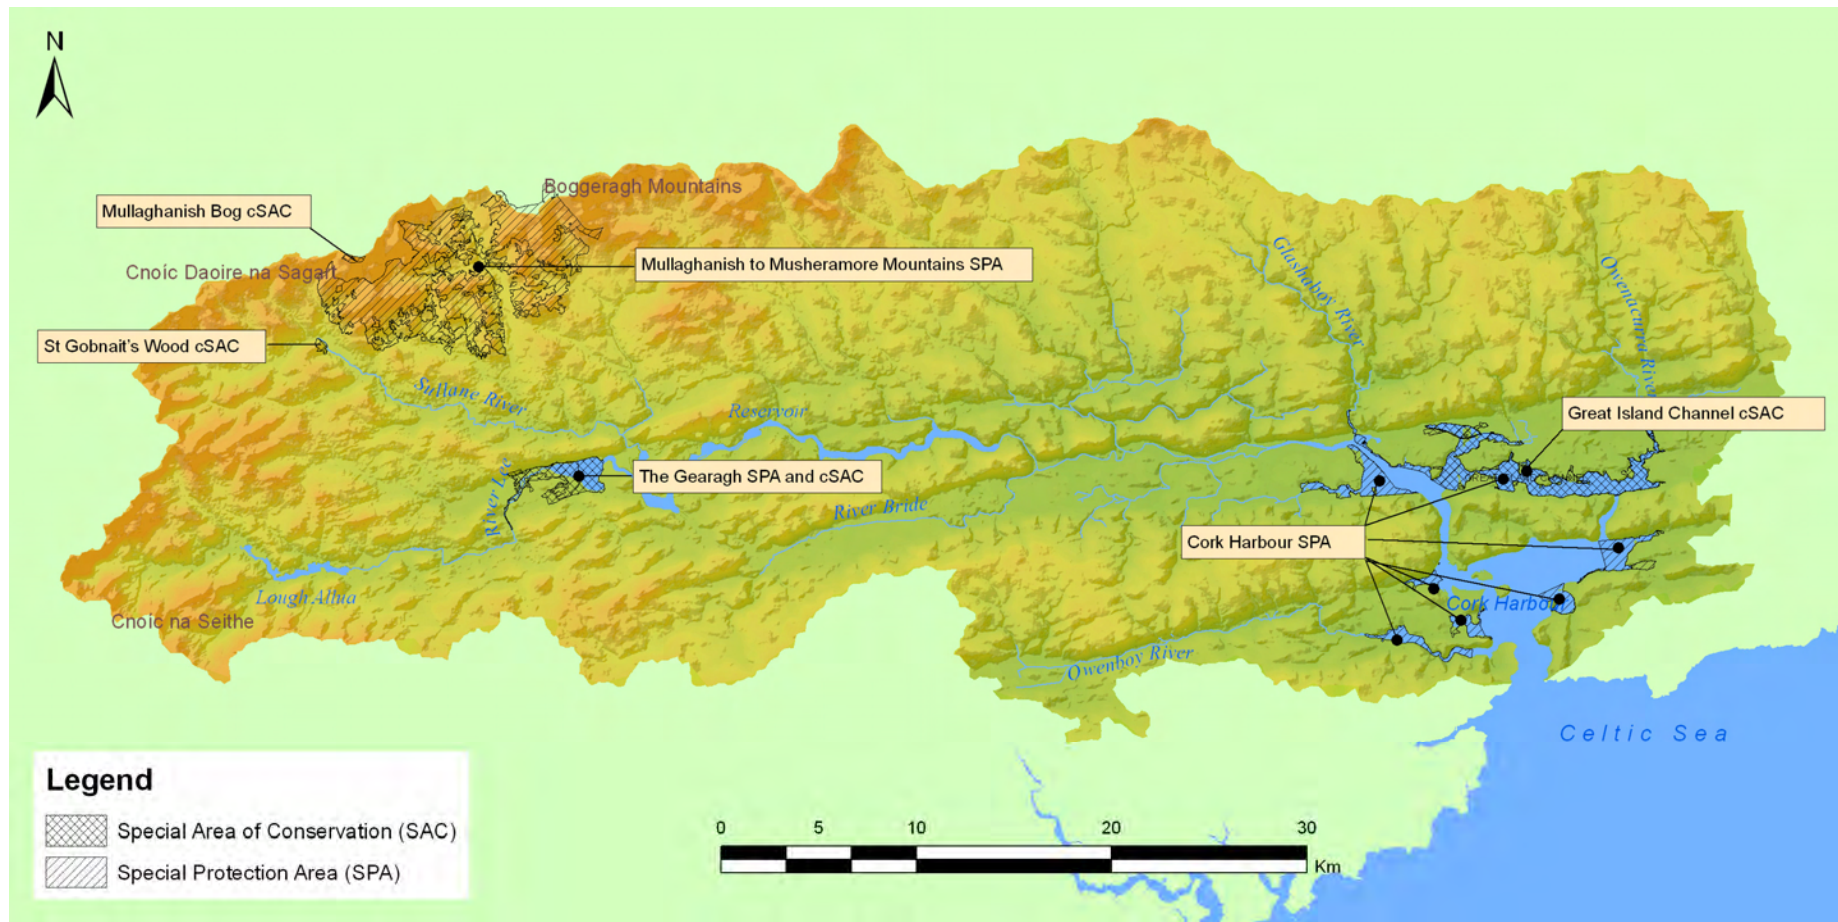 N
Boggeragh Mountains
Mullaghanish Bog cSAC
Cnoíc Daoire na Sagart
Mullaghanish to Musheramore Mountains SPA
Glashaboy River
Owenacurra River
St Gobnait's Wood cSAC
Sullane River
Reservoir
Great Island Channel cSAC
The Gearagh SPA and cSAC
River Lee
River Bride
Cork Harbour SPA
Lough Allua
Cork Harbour
Cnoic na Seithe
Owenboy River
Celtic Sea
Legend
Special Area of Conservation (SAC)
Special Protection Area (SPA)
0 5 10 20 30
Km